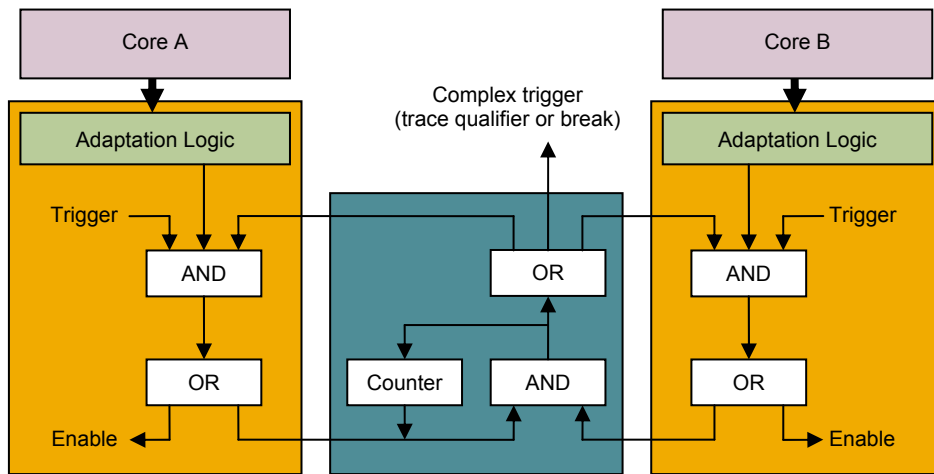 Core A
Core B
Complex trigger
(trace qualifier or break)
Adaptation Logic
Adaptation Logic
Trigger
Trigger
AND
OR
AND
OR
Counter
AND
OR
Enable
Enable